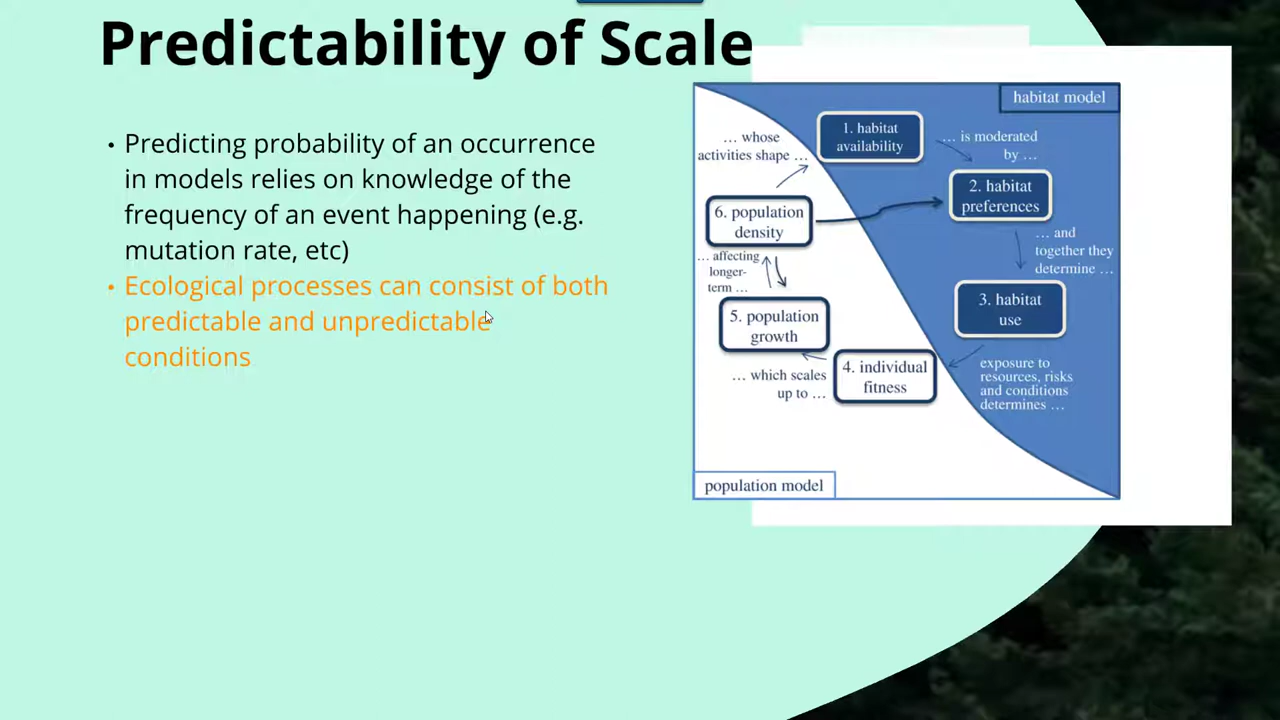 Predictability of Scale
• Predicting probability of an occurrence
in models relies on knowledge of the
frequency of an event happening (e.g.
mutation rate, etc)
• Ecological processes can consist of both
predictable and unpredictable
conditions
habitat model
1. habitat
availability
… is moderated
by …
2. habitat
preferences
… and
together they
determine …
3. habitat
use
exposure to
resources, risks
and conditions
determines …
4. individual
fitness
… which scales
up to …
5. population
growth
… affecting
longer-
term …
6. population
density
… whose
activities shape …
population model